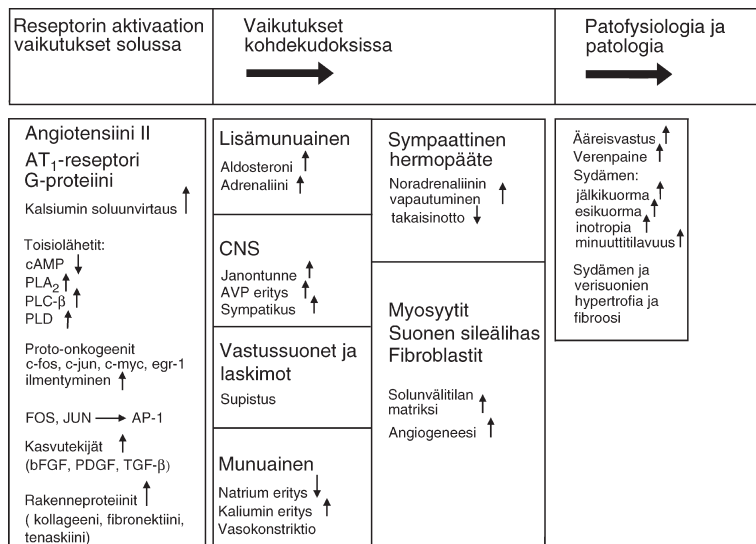 Reseptorin aktivaation
vaikutukset solussa
Vaikutukset
kohdekudoksissa
Patofysiologia ja
patologia
Angiotensiini II
AT₁-reseptori
G-proteiini
Kalsiumin soluunvirtaus ↑
Toisiolähetit:
cAMP ↓
PLA₂ ↑
PLC-β ↑
PLD ↑
Proto-onkogeenit
c-fos, c-jun, c-myc, egr-1
ilmentyminen ↑
FOS, JUN → AP-1
Kasvutekijät ↑
(bFGF, PDGF, TGF-β)
Rakenneproteiinit ↑
( kollageeni, fibronektiini,
tenaskiini)
Lisämunuainen
Aldosteroni ↑
Adrenaliini ↑
CNS
Janontunne ↑
AVP eritys ↑
Sympatikus ↑
Vastussuonet ja
laskimot
Supistus
Munuainen
Natrium eritys ↓
Kaliumin eritys ↑
Vasokonstriktio
Sympaattinen
hermopääte
Noradrenaliinin
vapautuminen ↑
takaisinotto ↓
Myosyytit
Suonen sileälihas
Fibroblastit
Solunvälitilan
matriksi ↑
Angiogeneesi ↑
Ääreisvastus ↑
Verenpaine ↑
Sydämen:
jälkikuorma ↑
esikuorma ↑
inotropia ↑
minuuttitilavuus ↑
Sydämen ja
verisuonien
hypertrofia ja
fibroosi